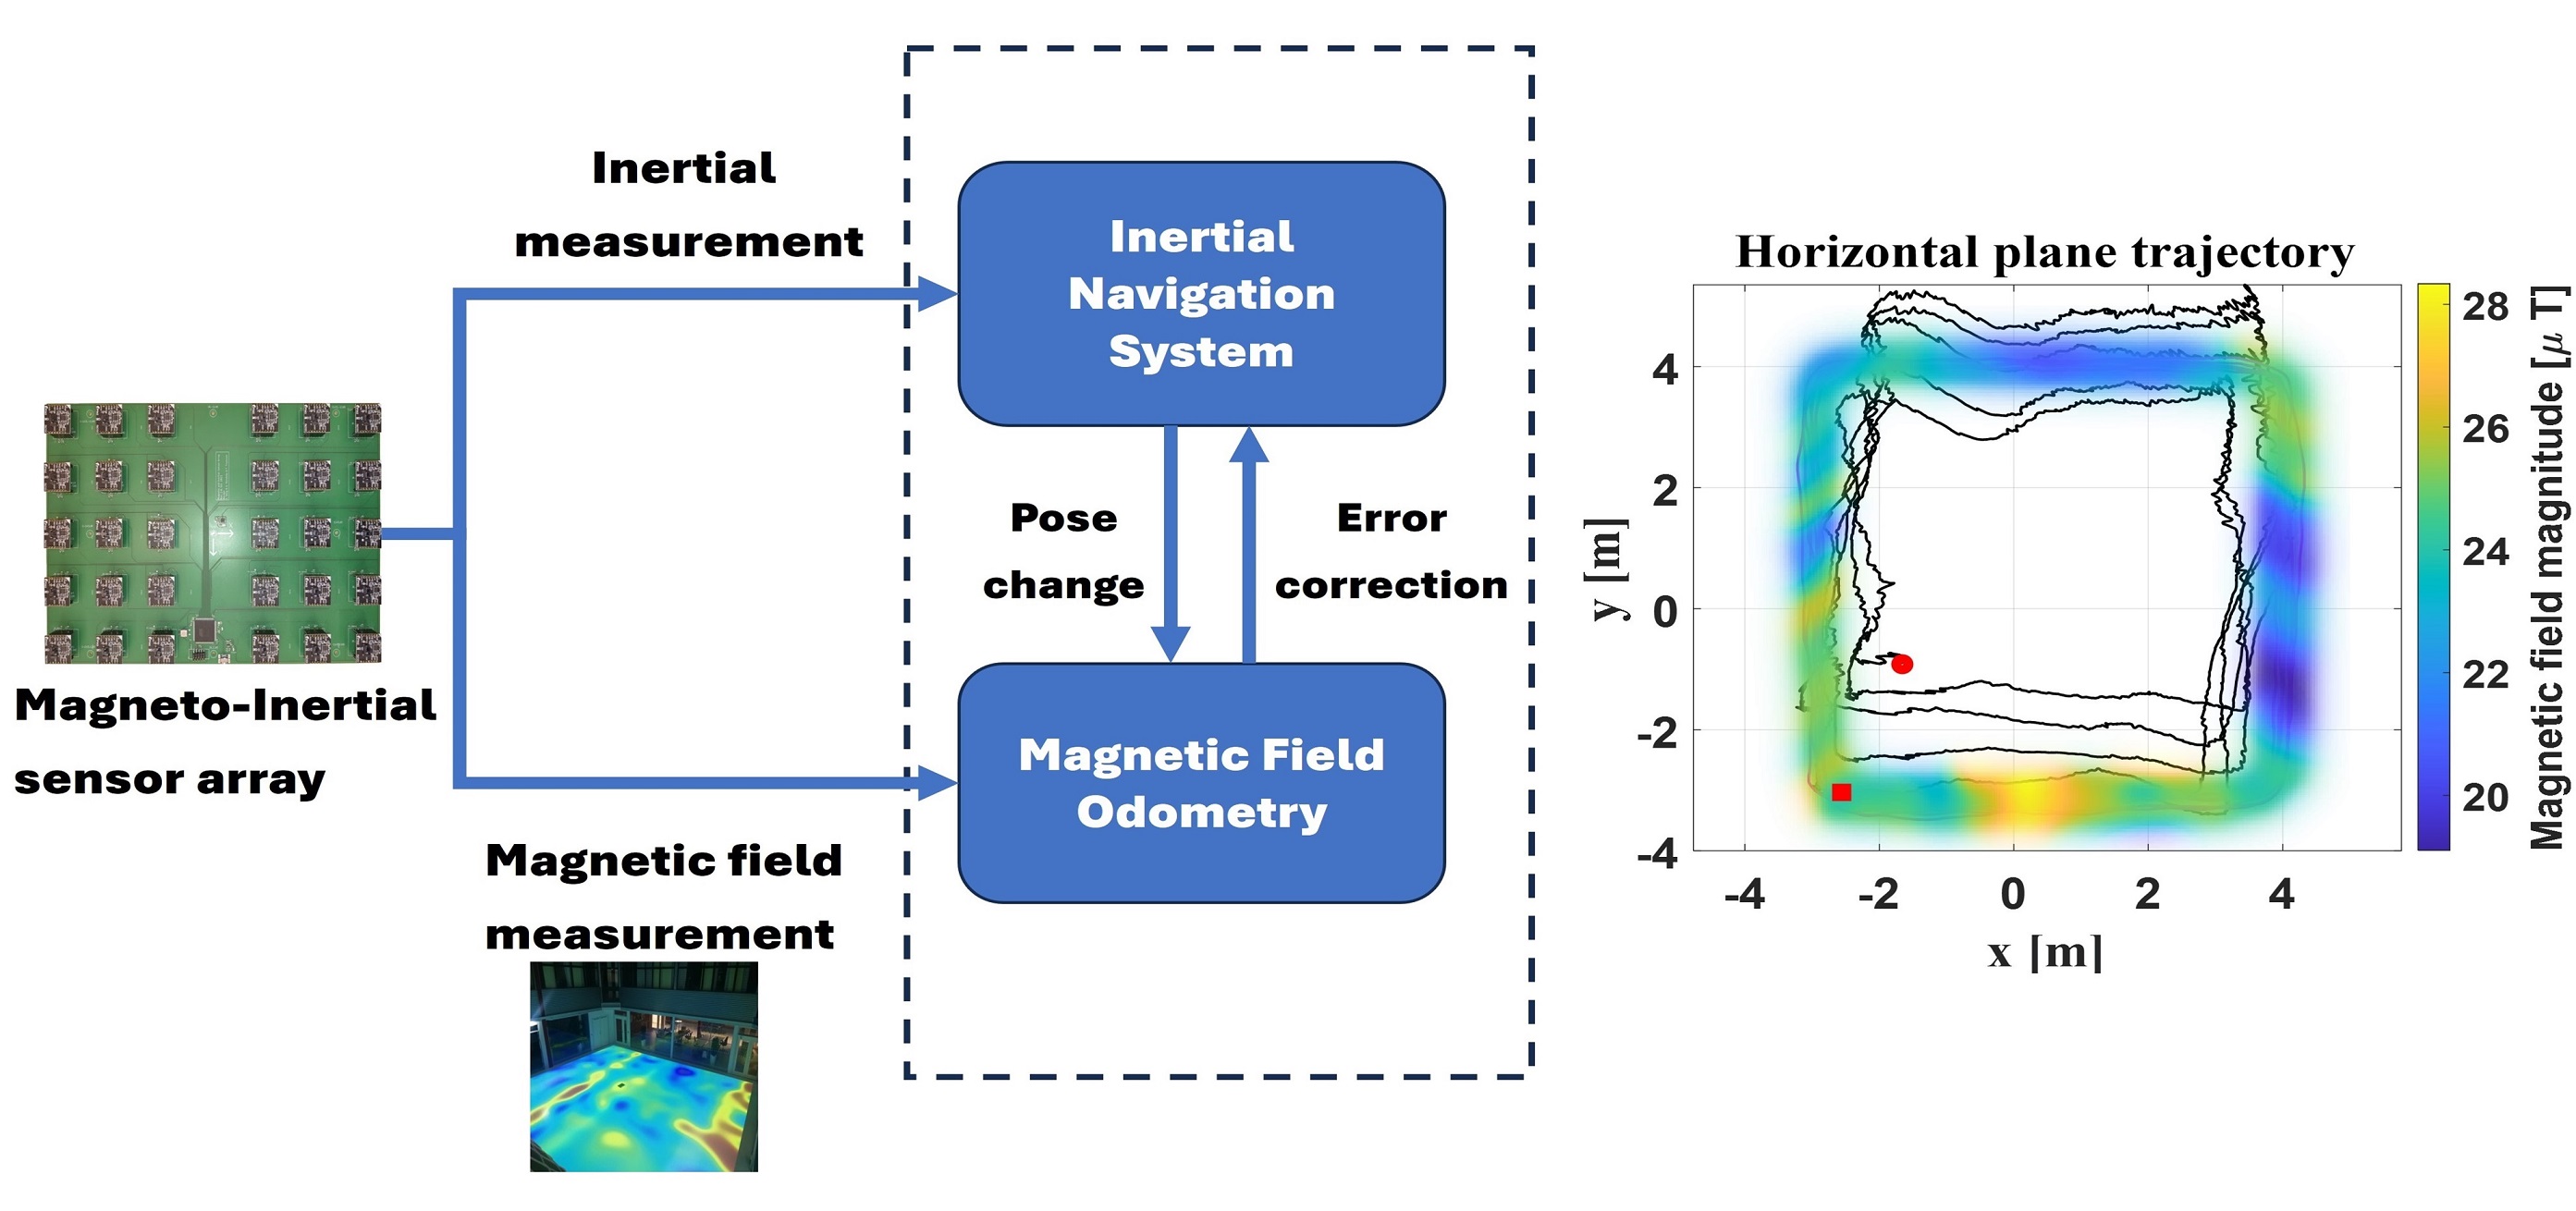 Inertial
measurement
Magneto-Inertial
sensor array
Magnetic field
measurement
Inertial
Navigation
System
Pose
change
Error
correction
Magnetic Field
Odometry
Horizontal plane trajectory
y [m]
4
2
0
-2
-4
-4
-2
0
2
4
x [m]
28
26
24
22
20
Magnetic field magnitude [μ T]